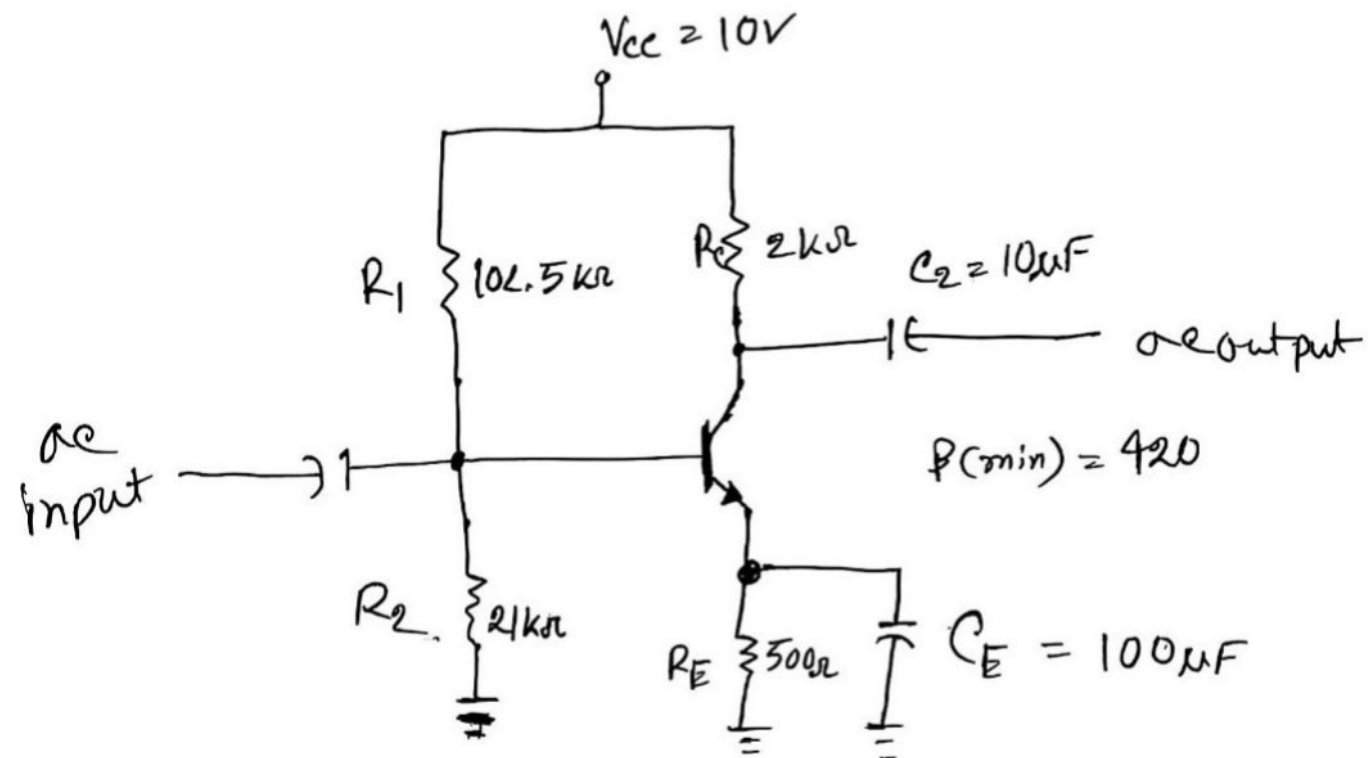 Vcc = 10V
R1 102.5 kΩ
Rc 2 kΩ
C2 = 10μF
ac output
ac
input
β(min) = 420
R2 21kΩ
RE 500Ω
CE = 100μF